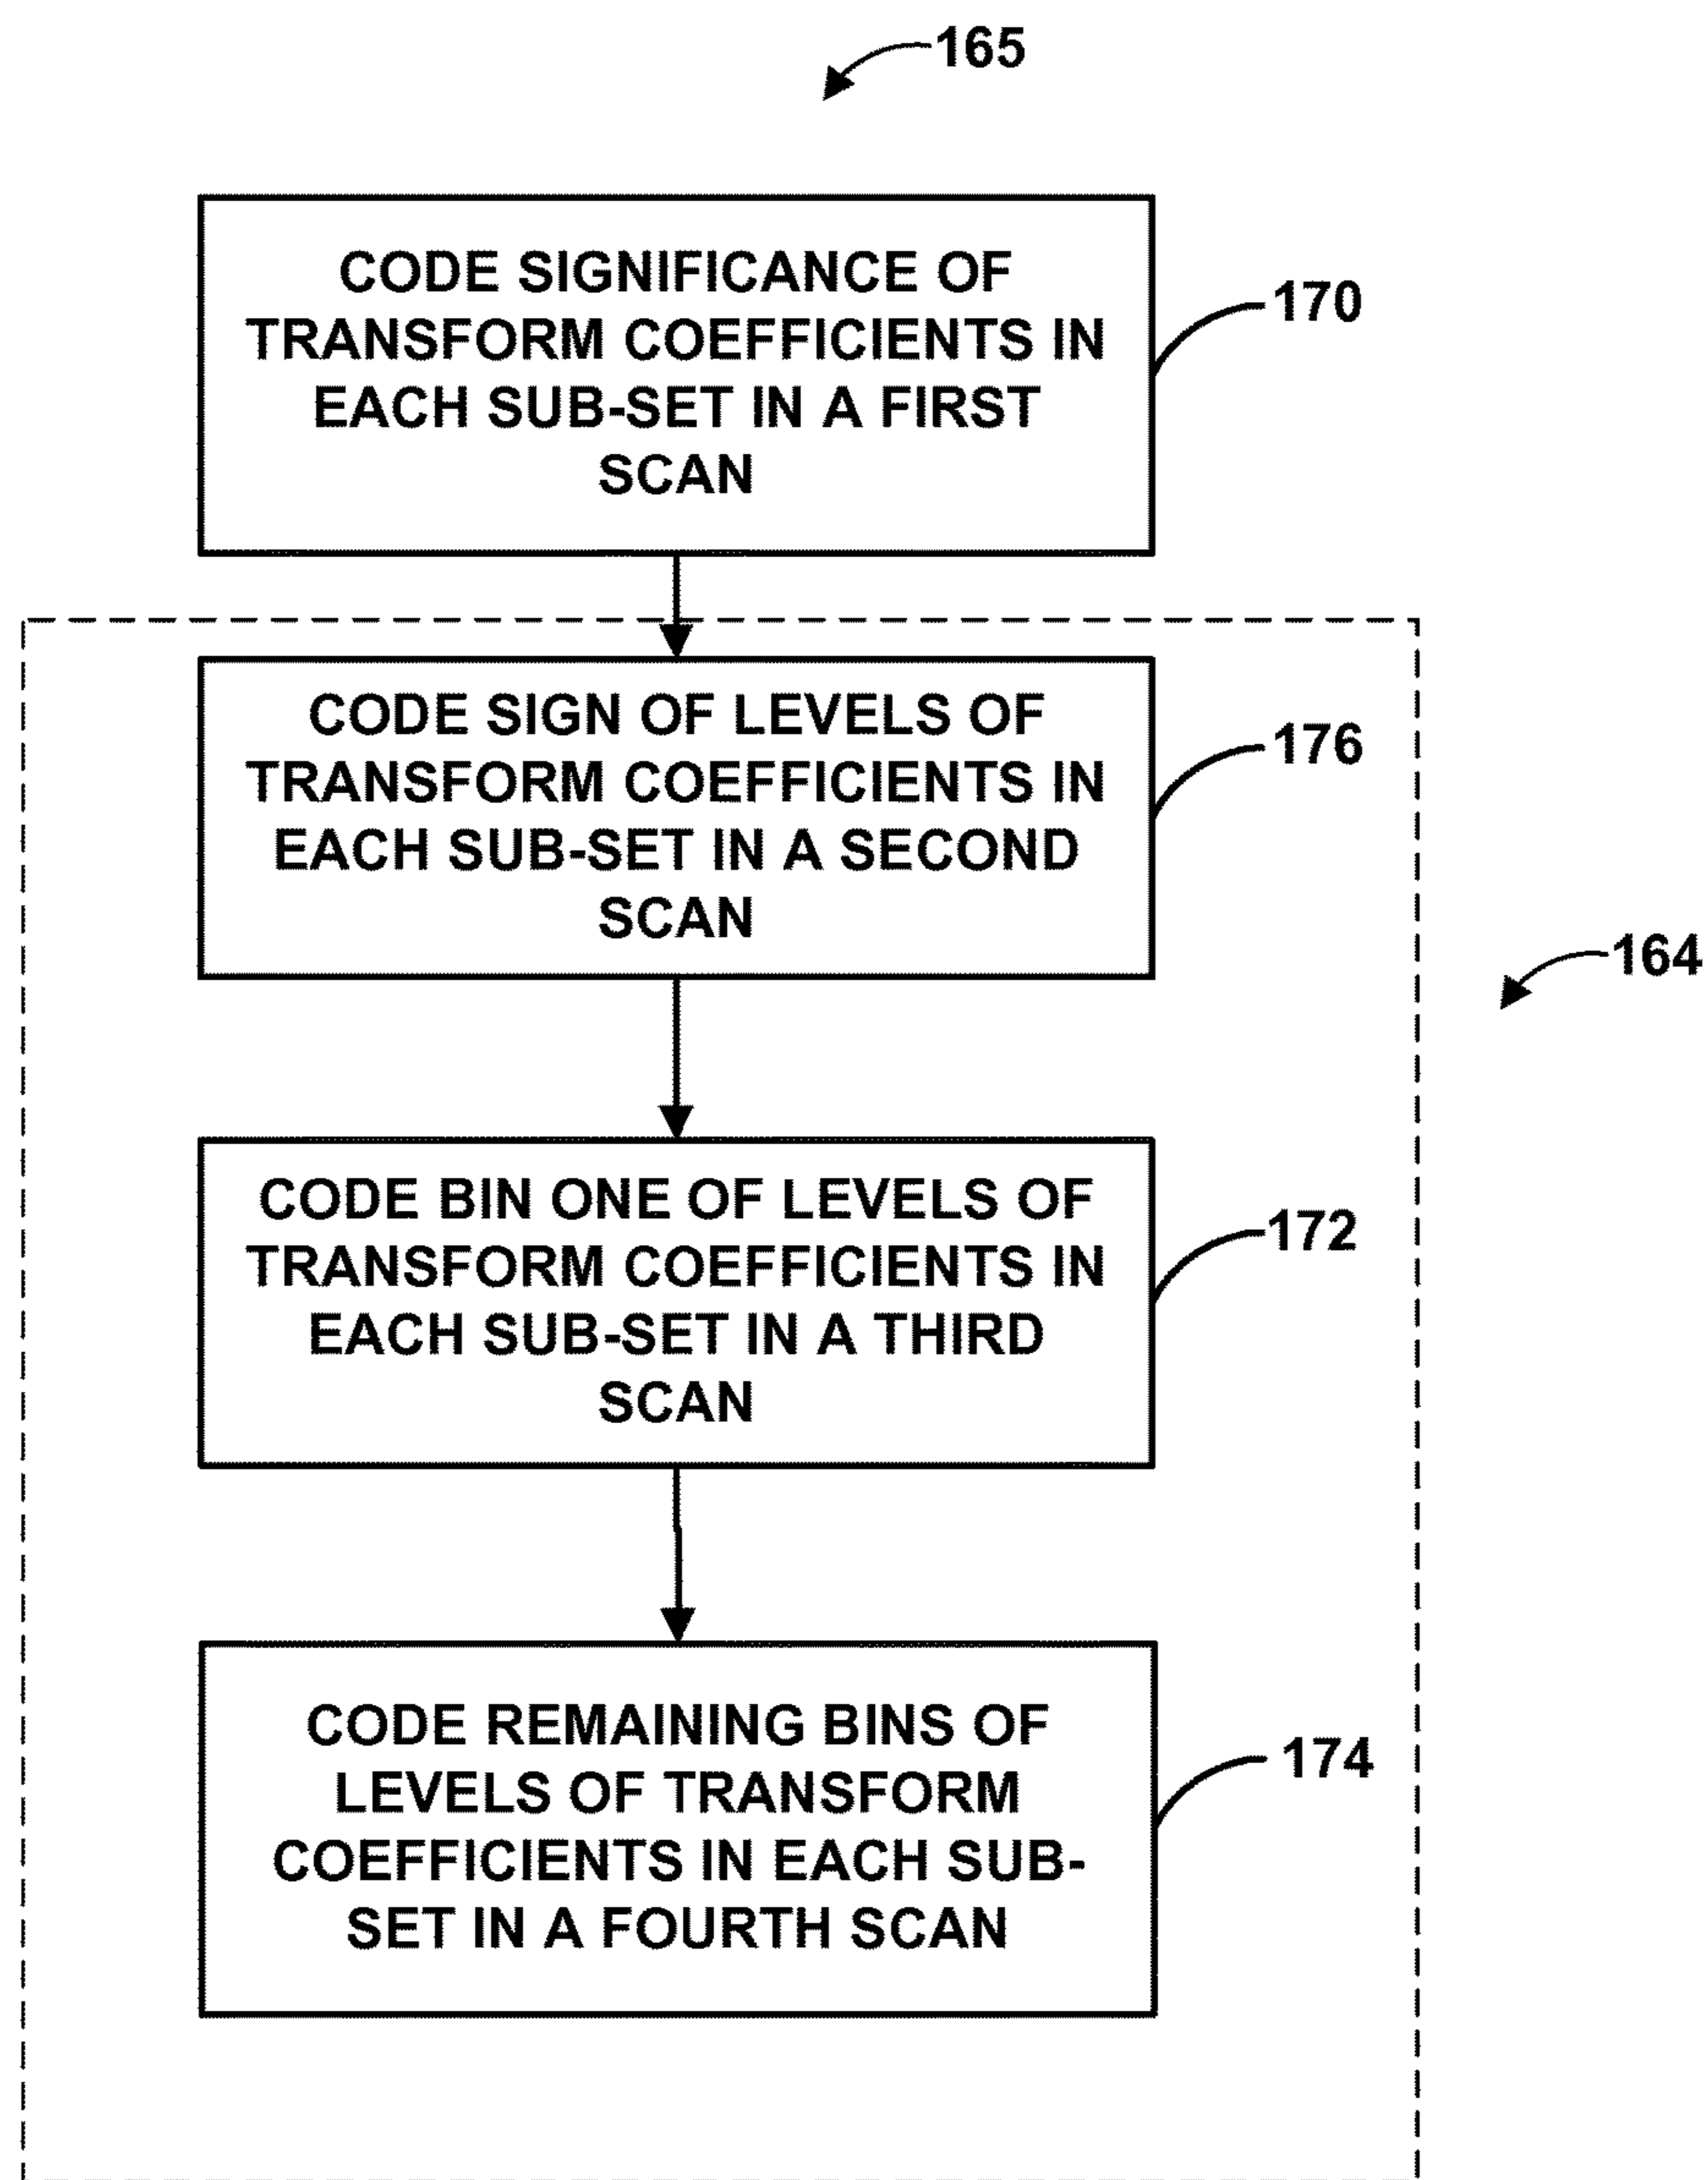 165
CODE SIGNIFICANCE OF
TRANSFORM COEFFICIENTS IN
EACH SUB-SET IN A FIRST
SCAN
170
CODE SIGN OF LEVELS OF
TRANSFORM COEFFICIENTS IN
EACH SUB-SET IN A SECOND
SCAN
176
164
CODE BIN ONE OF LEVELS OF
TRANSFORM COEFFICIENTS IN
EACH SUB-SET IN A THIRD
SCAN
172
CODE REMAINING BINS OF
LEVELS OF TRANSFORM
COEFFICIENTS IN EACH SUB-
SET IN A FOURTH SCAN
174